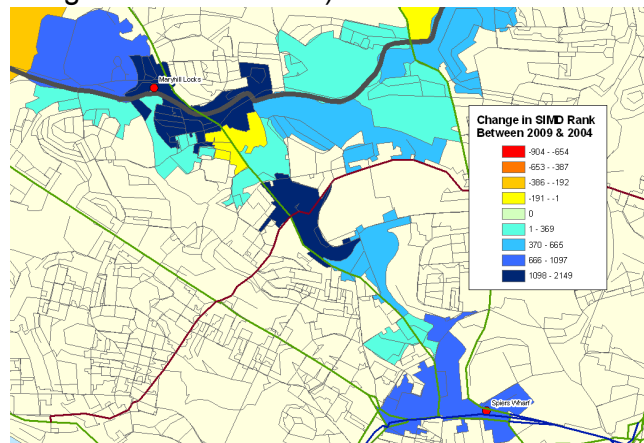 Maryhill Locks
Change in SIMD Rank
Between 2009 & 2004
-904 - -654
-653 - -387
-386 - -192
-191 - -1
0
1 - 369
370 - 665
666 - 1097
1098 - 2149
Spiers Wharf